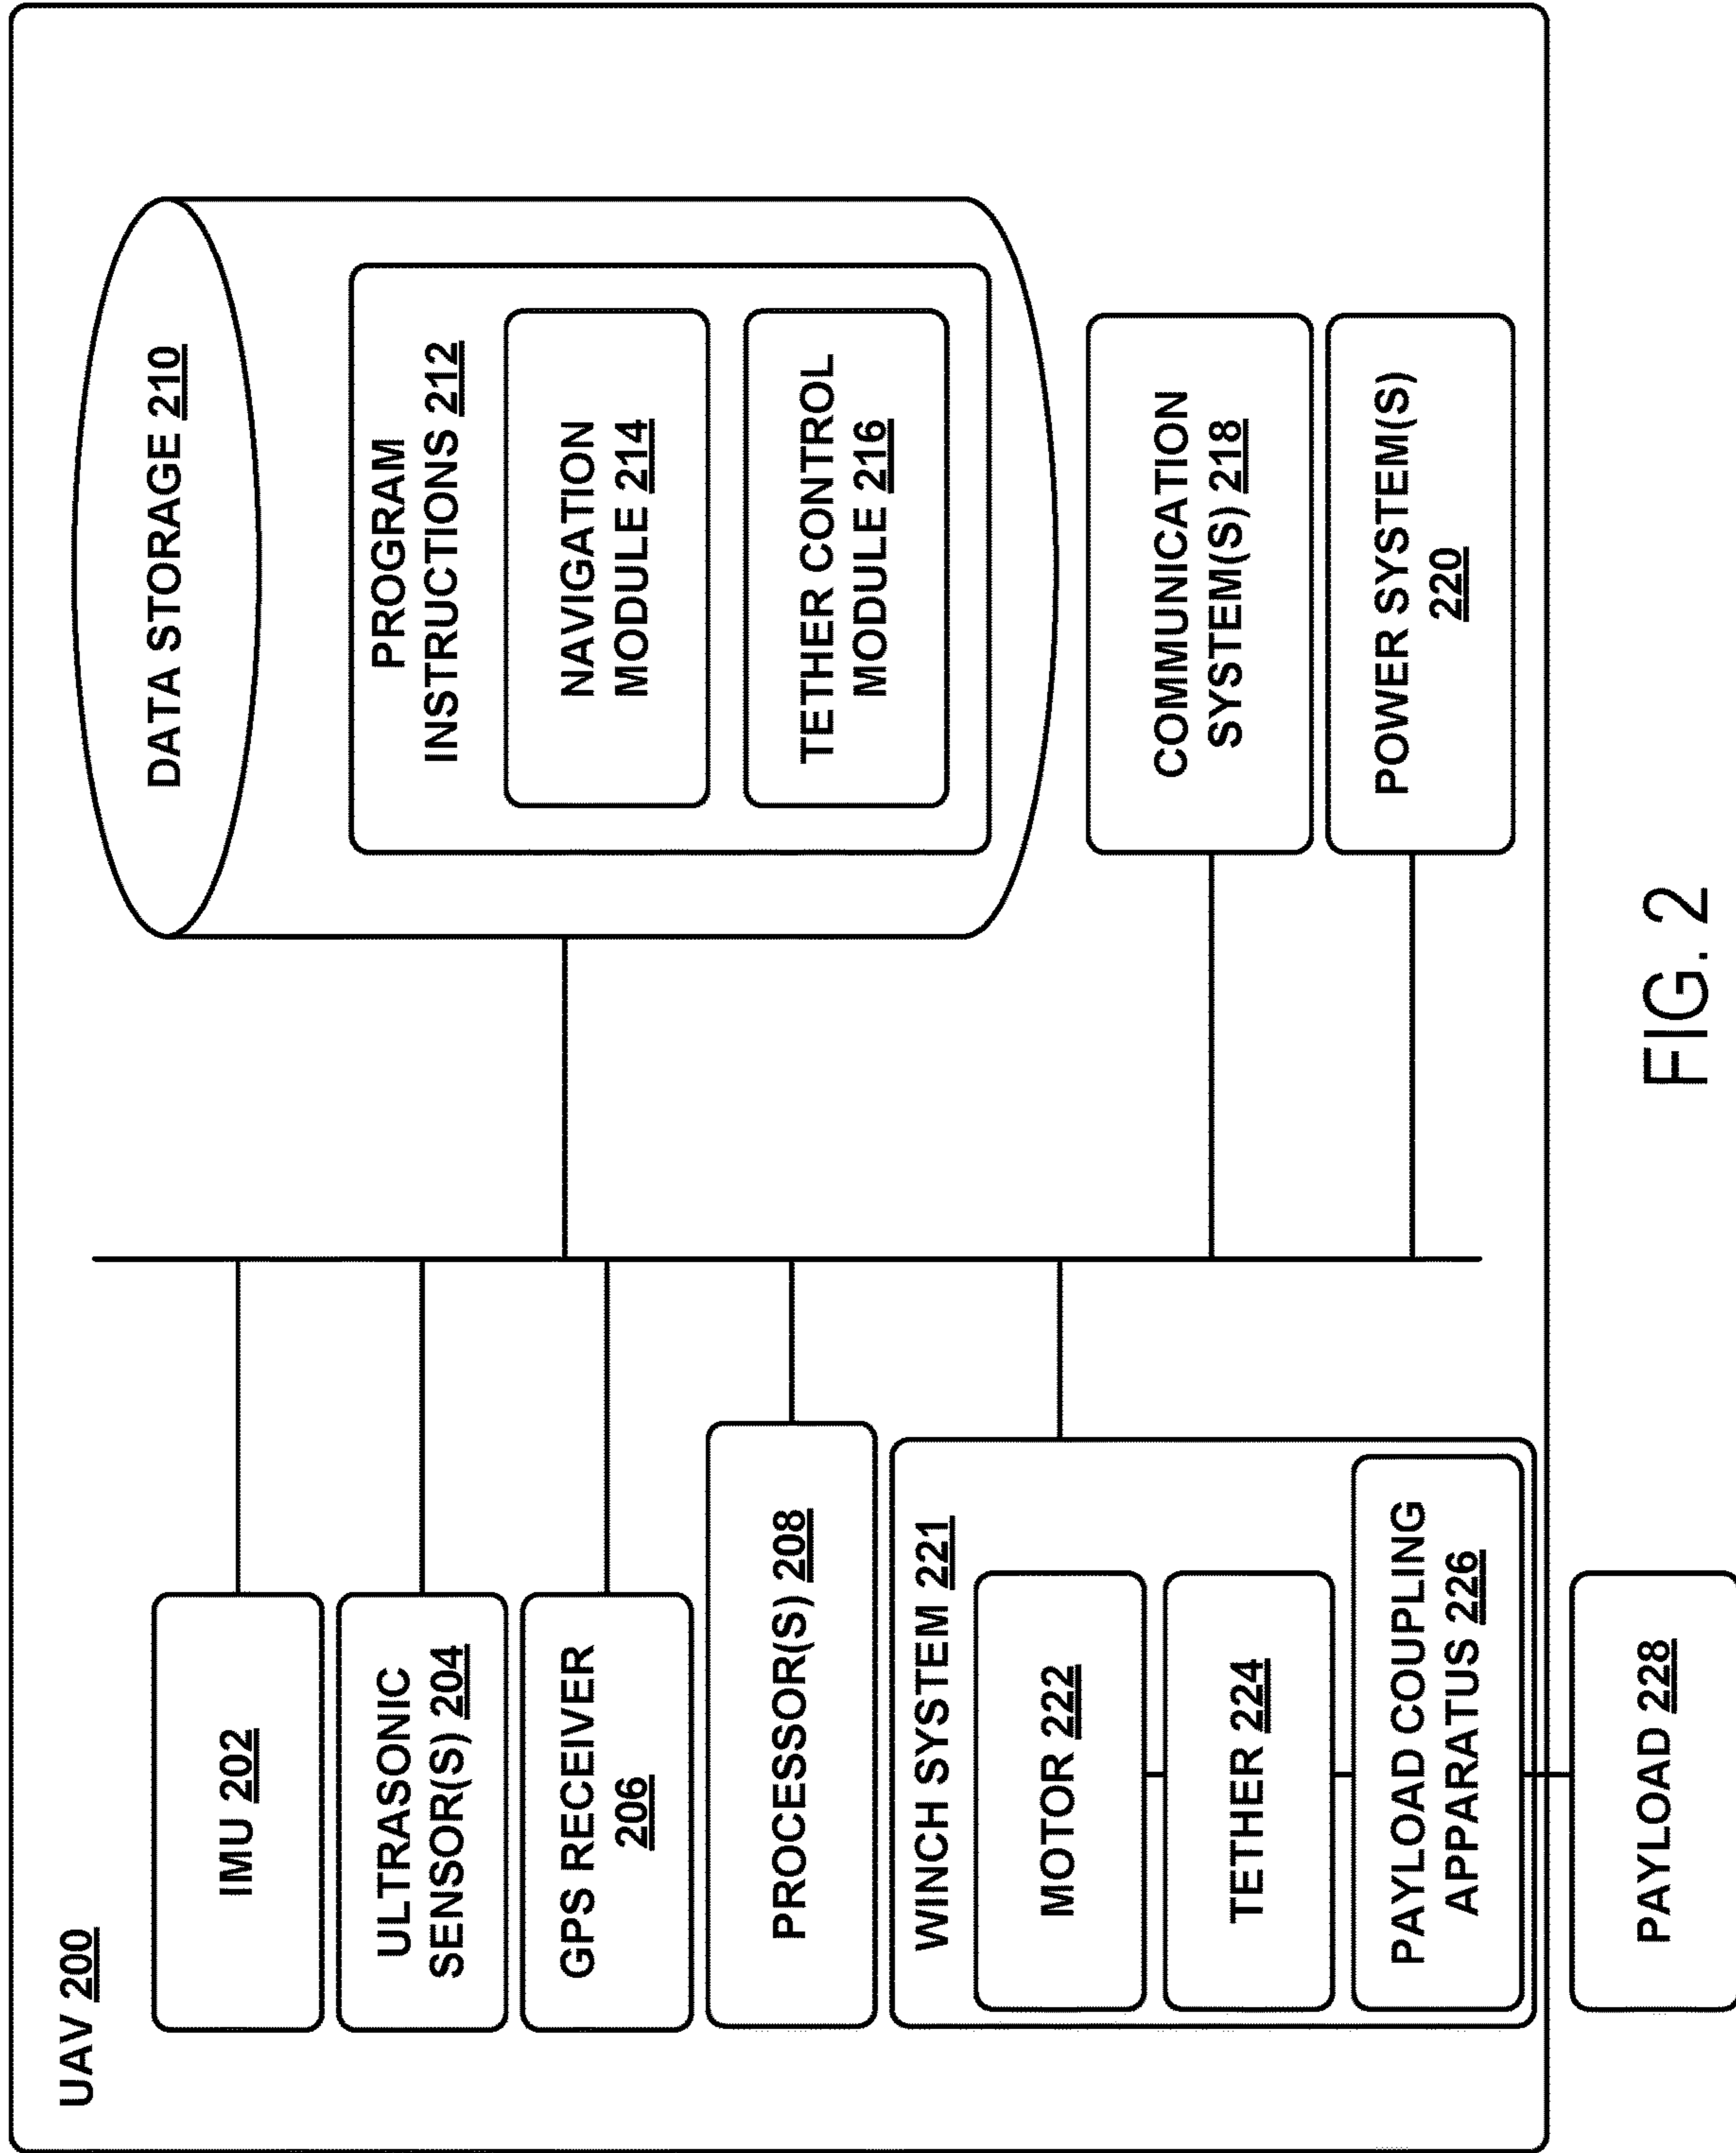 UAV 200
IMU 202
ULTRASONIC
SENSOR(S) 204
GPS RECEIVER
206
PROCESSOR(S) 208
WINCH SYSTEM 221
MOTOR 222
TETHER 224
PAYLOAD COUPLING
APPARATUS 226
PAYLOAD 228
DATA STORAGE 210
PROGRAM
INSTRUCTIONS 212
NAVIGATION
MODULE 214
TETHER CONTROL
MODULE 216
COMMUNICATION
SYSTEM(S) 218
POWER SYSTEM(S)
220
FIG. 2